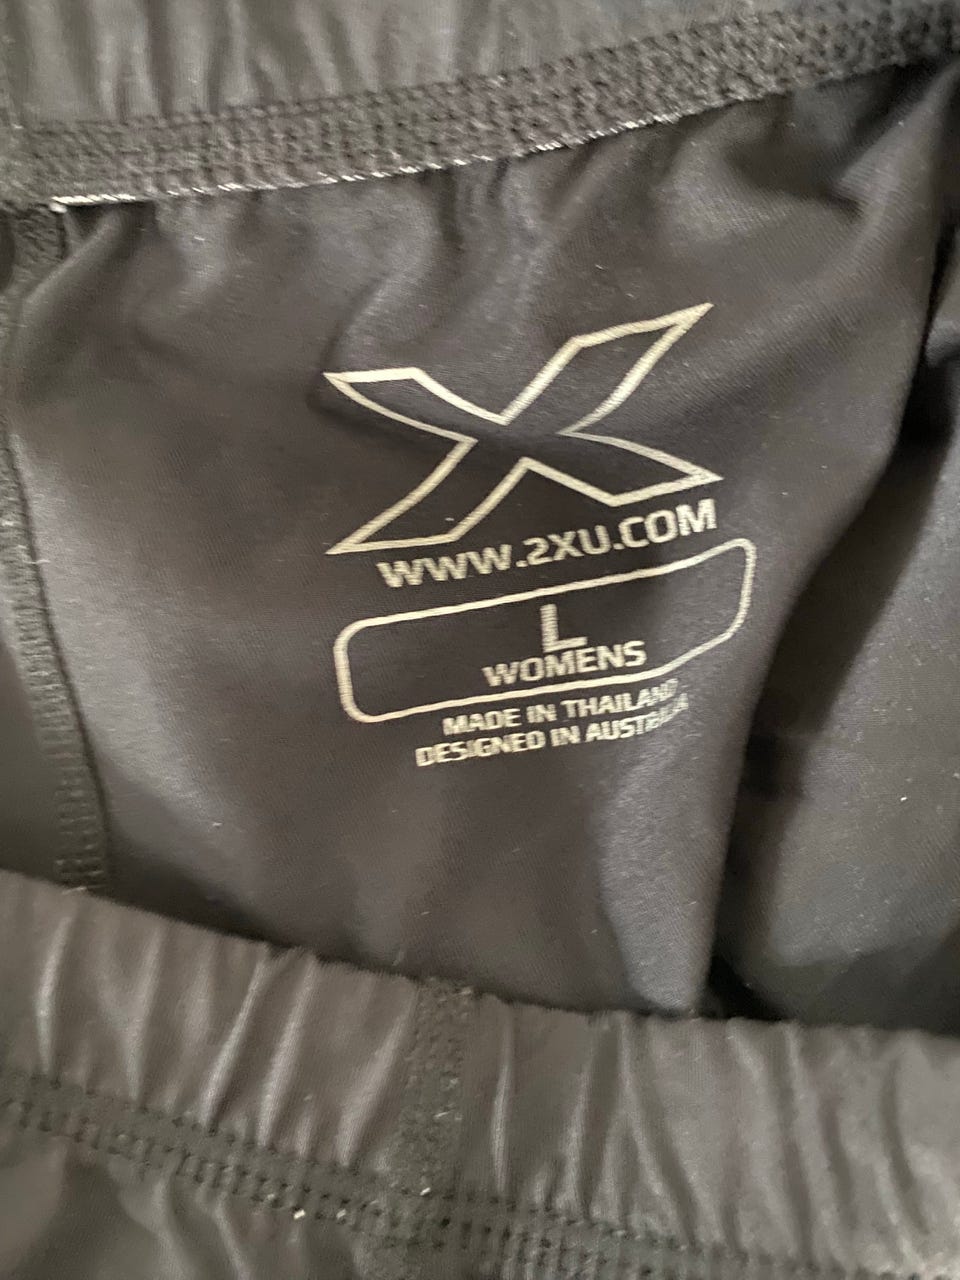 X
WWW.2XU.COM
L
WOMENS
MADE IN THAILAND
DESIGNED IN AUSTRALIA